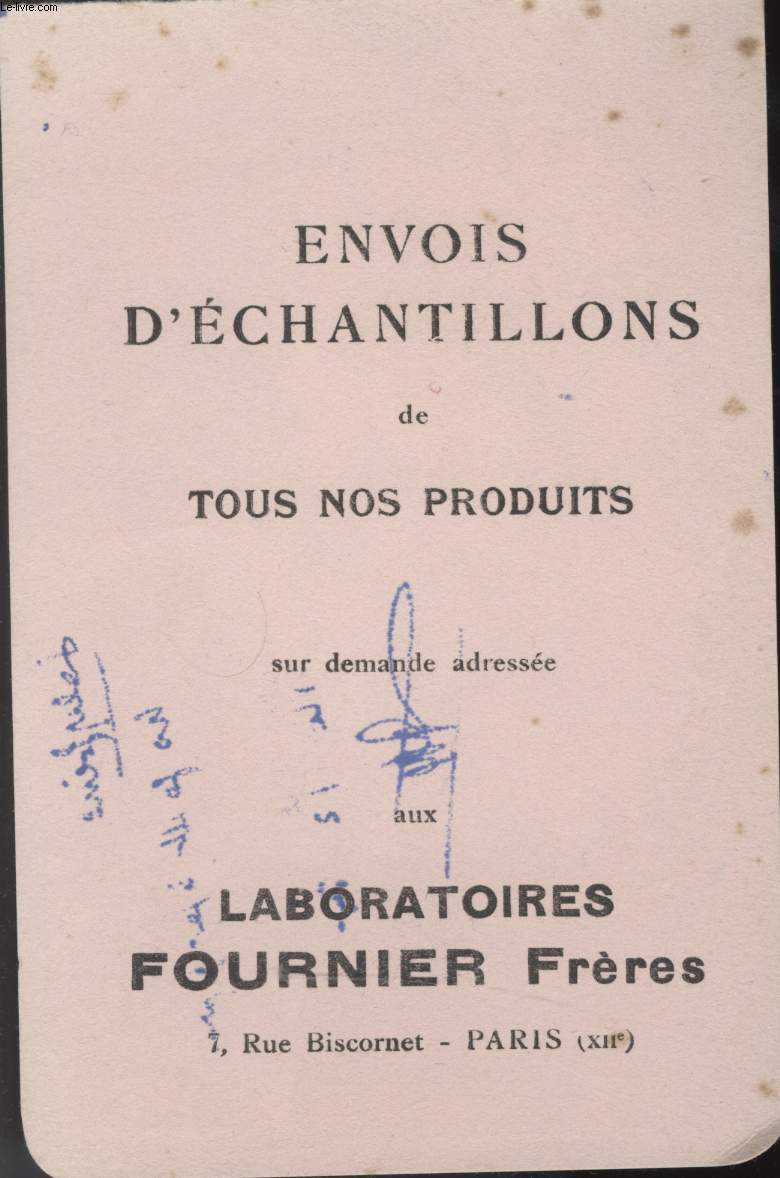 Le-livre.com
ENVOIS
D'ÉCHANTILLONS
de
TOUS NOS PRODUITS
sur demande adressée
aux
LABORATOIRES
FOURNIER Frères
7, Rue Biscornet - PARIS (XIIe)